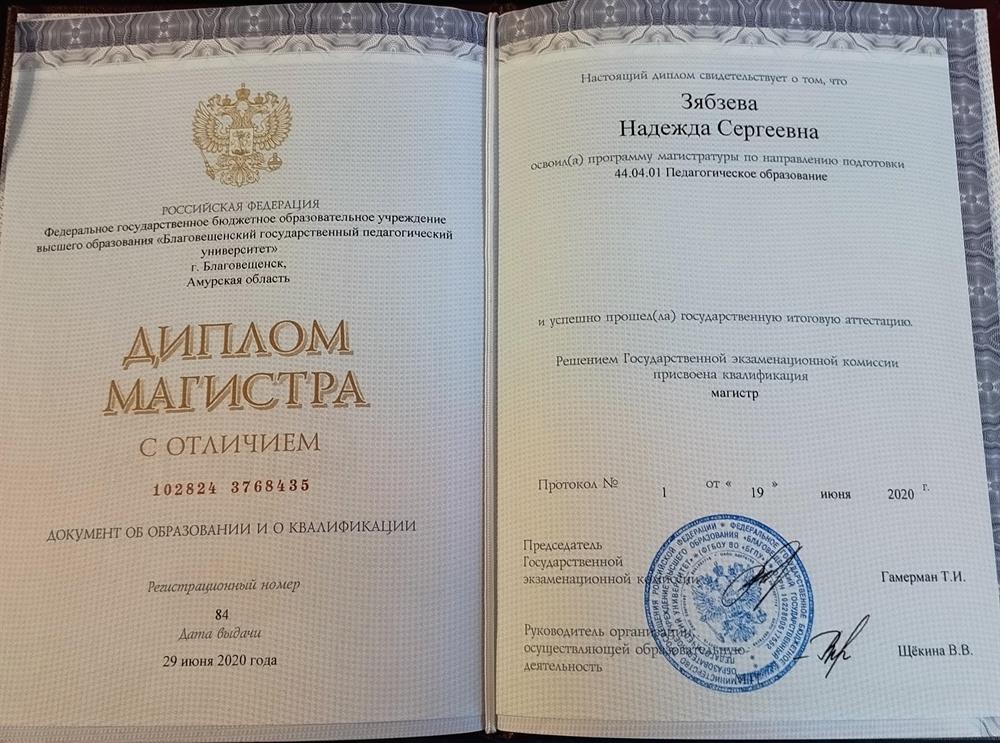 РОССИЙСКАЯ ФЕДЕРАЦИЯ
Федеральное государственное бюджетное образовательное учреждение
высшего образования «Благовещенский государственный педагогический
университет»
г. Благовещенск,
Амурская область
ДИПЛОМ
МАГИСТРА
С ОТЛИЧИЕМ
102824 3768435
ДОКУМЕНТ ОБ ОБРАЗОВАНИИ И О КВАЛИФИКАЦИИ
Регистрационный номер
84
Дата выдачи
29 июня 2020 года
Настоящий диплом свидетельствует о том, что
Зябзева
Надежда Сергеевна
освоил(а) программу магистратуры по направлению подготовки
44.04.01 Педагогическое образование
и успешно прошел(ла) государственную итоговую аттестацию.
Решением Государственной экзаменационной комиссии
присвоена квалификация
магистр
Протокол № 1 от « 19 » июня 2020 г.
Председатель
Государственной
экзаменационной комиссии
Гамерман Т.И.
Руководитель организации,
осуществляющей образовательную
деятельность
Щёкина В.В.